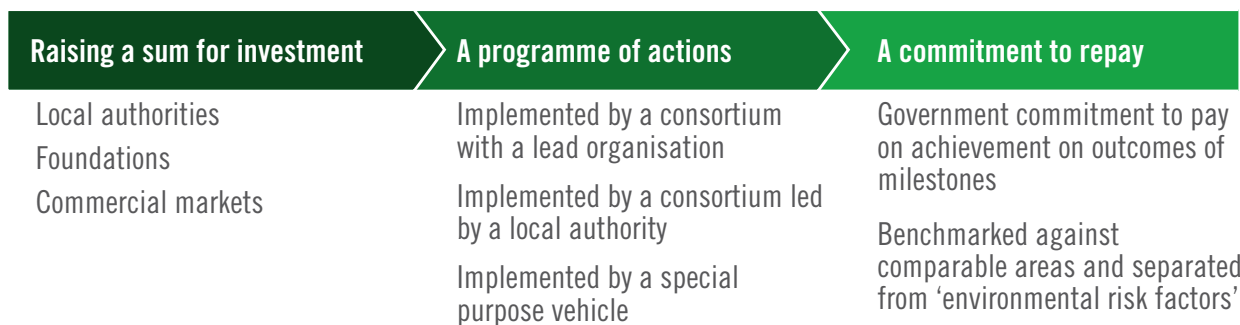 Raising a sum for investment
Local authorities
Foundations
Commercial markets
A programme of actions
Implemented by a consortium
with a lead organisation
Implemented by a consortium led
by a local authority
Implemented by a special
purpose vehicle
A commitment to repay
Government commitment to pay
on achievement on outcomes of
milestones
Benchmarked against
comparable areas and separated
from ‘environmental risk factors’